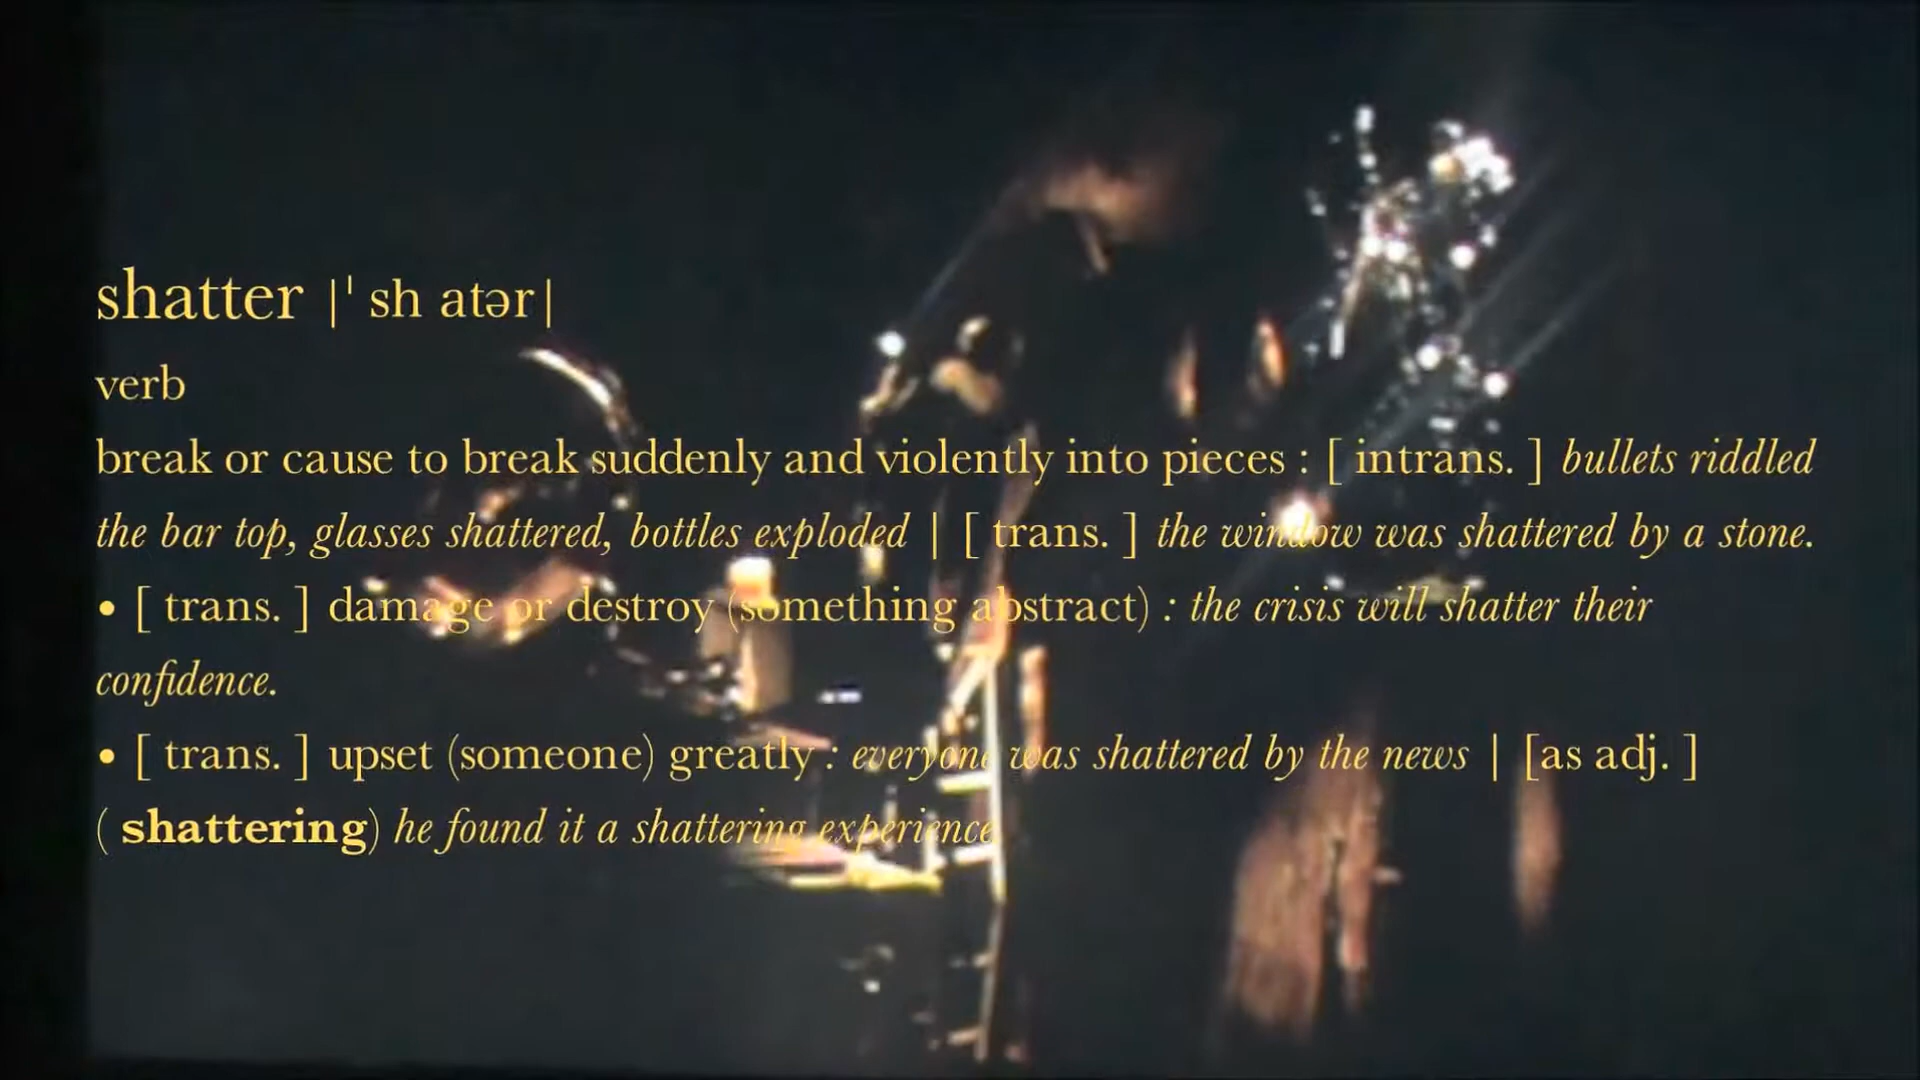 shatter |ˈ sh atər|
verb
break or cause to break suddenly and violently into pieces : [ intrans. ] bullets riddled
the bar top, glasses shattered, bottles exploded | [ trans. ] the window was shattered by a stone.
• [ trans. ] damage or destroy (something abstract) : the crisis will shatter their
confidence.
• [ trans. ] upset (someone) greatly : everyone was shattered by the news | [as adj. ]
( shattering) he found it a shattering experience